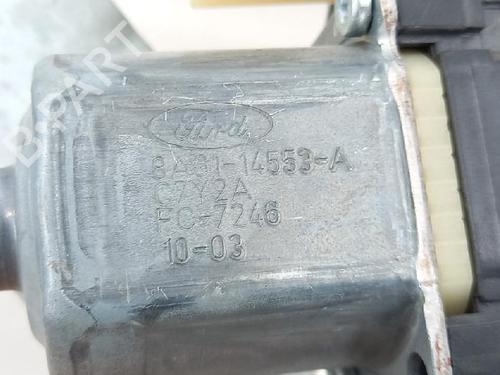 B-PART
Ford
8A61-14553-A
C7Y2A
FC-7246
10-03